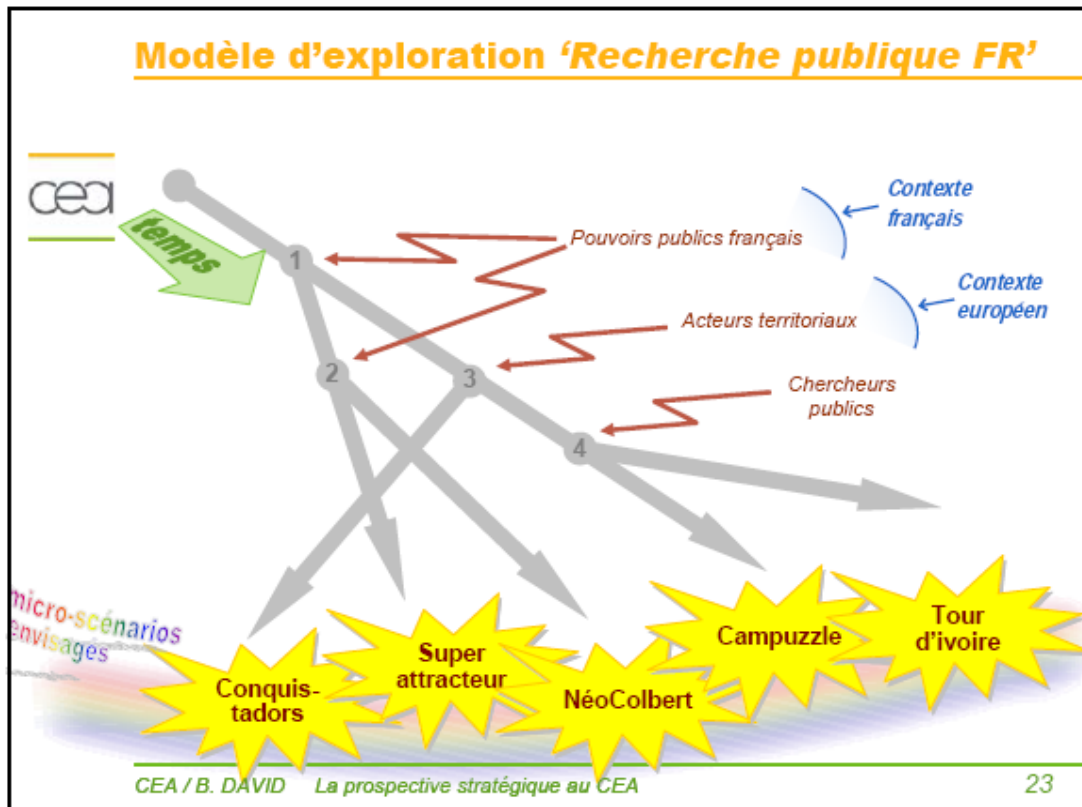 Modèle d'exploration ‘Recherche publique FR’
cea
temps
Contexte
français
Pouvoirs publics français
1
Contexte
européen
Acteurs territoriaux
2
3
Chercheurs
publics
4
micro-scénarios
envisagés
Conquis-
tadors
Super
attracteur
NéoColbert
Campuzzle
Tour
d'ivoire
CEA / B. DAVID La prospective stratégique au CEA
23